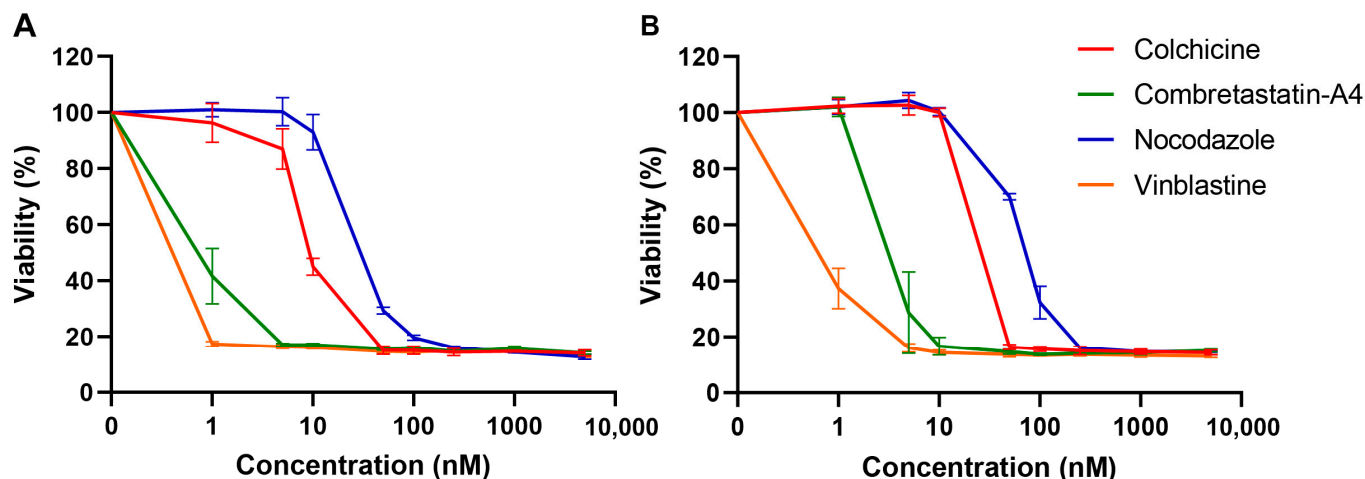 A
120
100
80
60
40
20
0
Viability (%)
0 1 10 100 1000 10,000
Concentration (nM)
B
120
100
80
60
40
20
0
Viability (%)
0 1 10 100 1000 10,000
Concentration (nM)
Colchicine
Combretastatin-A4
Nocodazole
Vinblastine